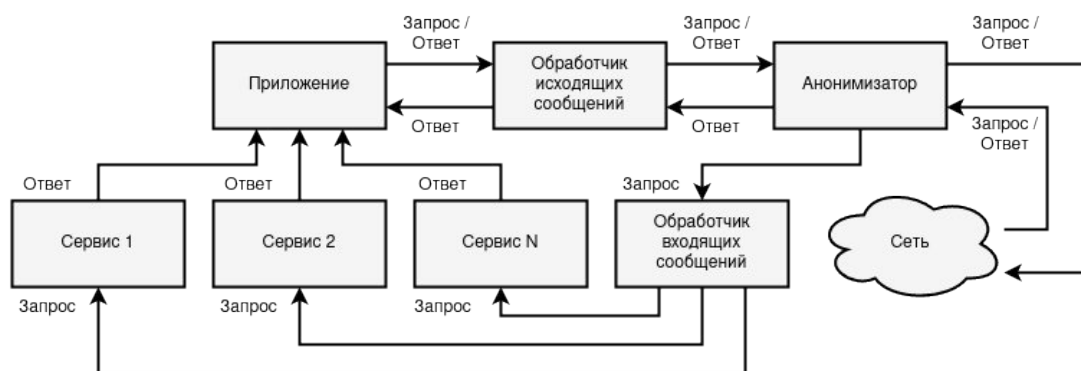 Запрос /
Ответ
Запрос /
Ответ
Запрос /
Ответ
Приложение
Обработчик
исходящих
сообщений
Анонимизатор
Ответ
Ответ
Запрос /
Ответ
Ответ
Ответ
Ответ
Запрос
Сервис 1
Сервис 2
Сервис N
Обработчик
входящих
сообщений
Сеть
Запрос
Запрос
Запрос